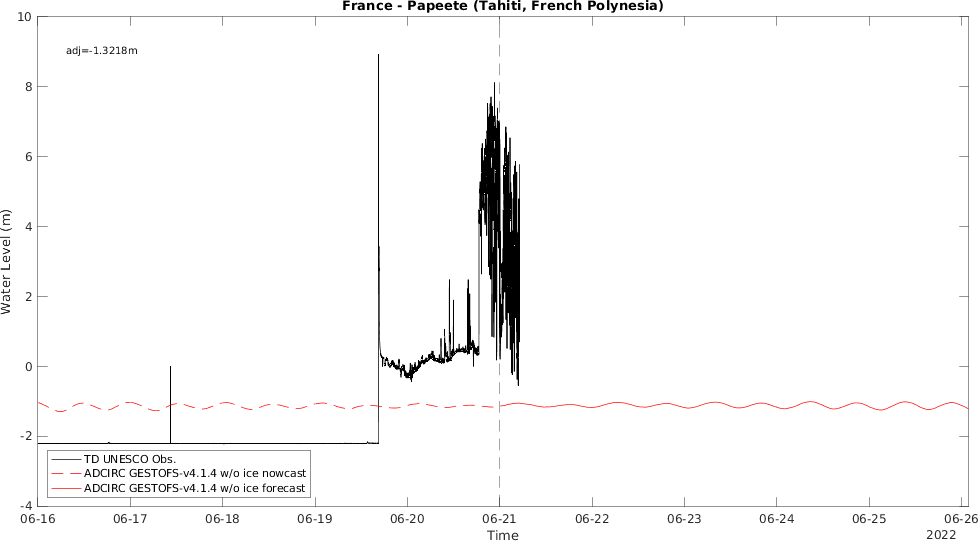 France - Papeete (Tahiti, French Polynesia)
adj=-1.3218m
Water Level (m)
10
8
6
4
2
0
-2
-4
TD UNESCO Obs.
ADCIRC GESTOFS-v4.1.4 w/o ice nowcast
ADCIRC GESTOFS-v4.1.4 w/o ice forecast
06-16 06-17 06-18 06-19 06-20 06-21 06-22 06-23 06-24 06-25 06-26
Time
2022